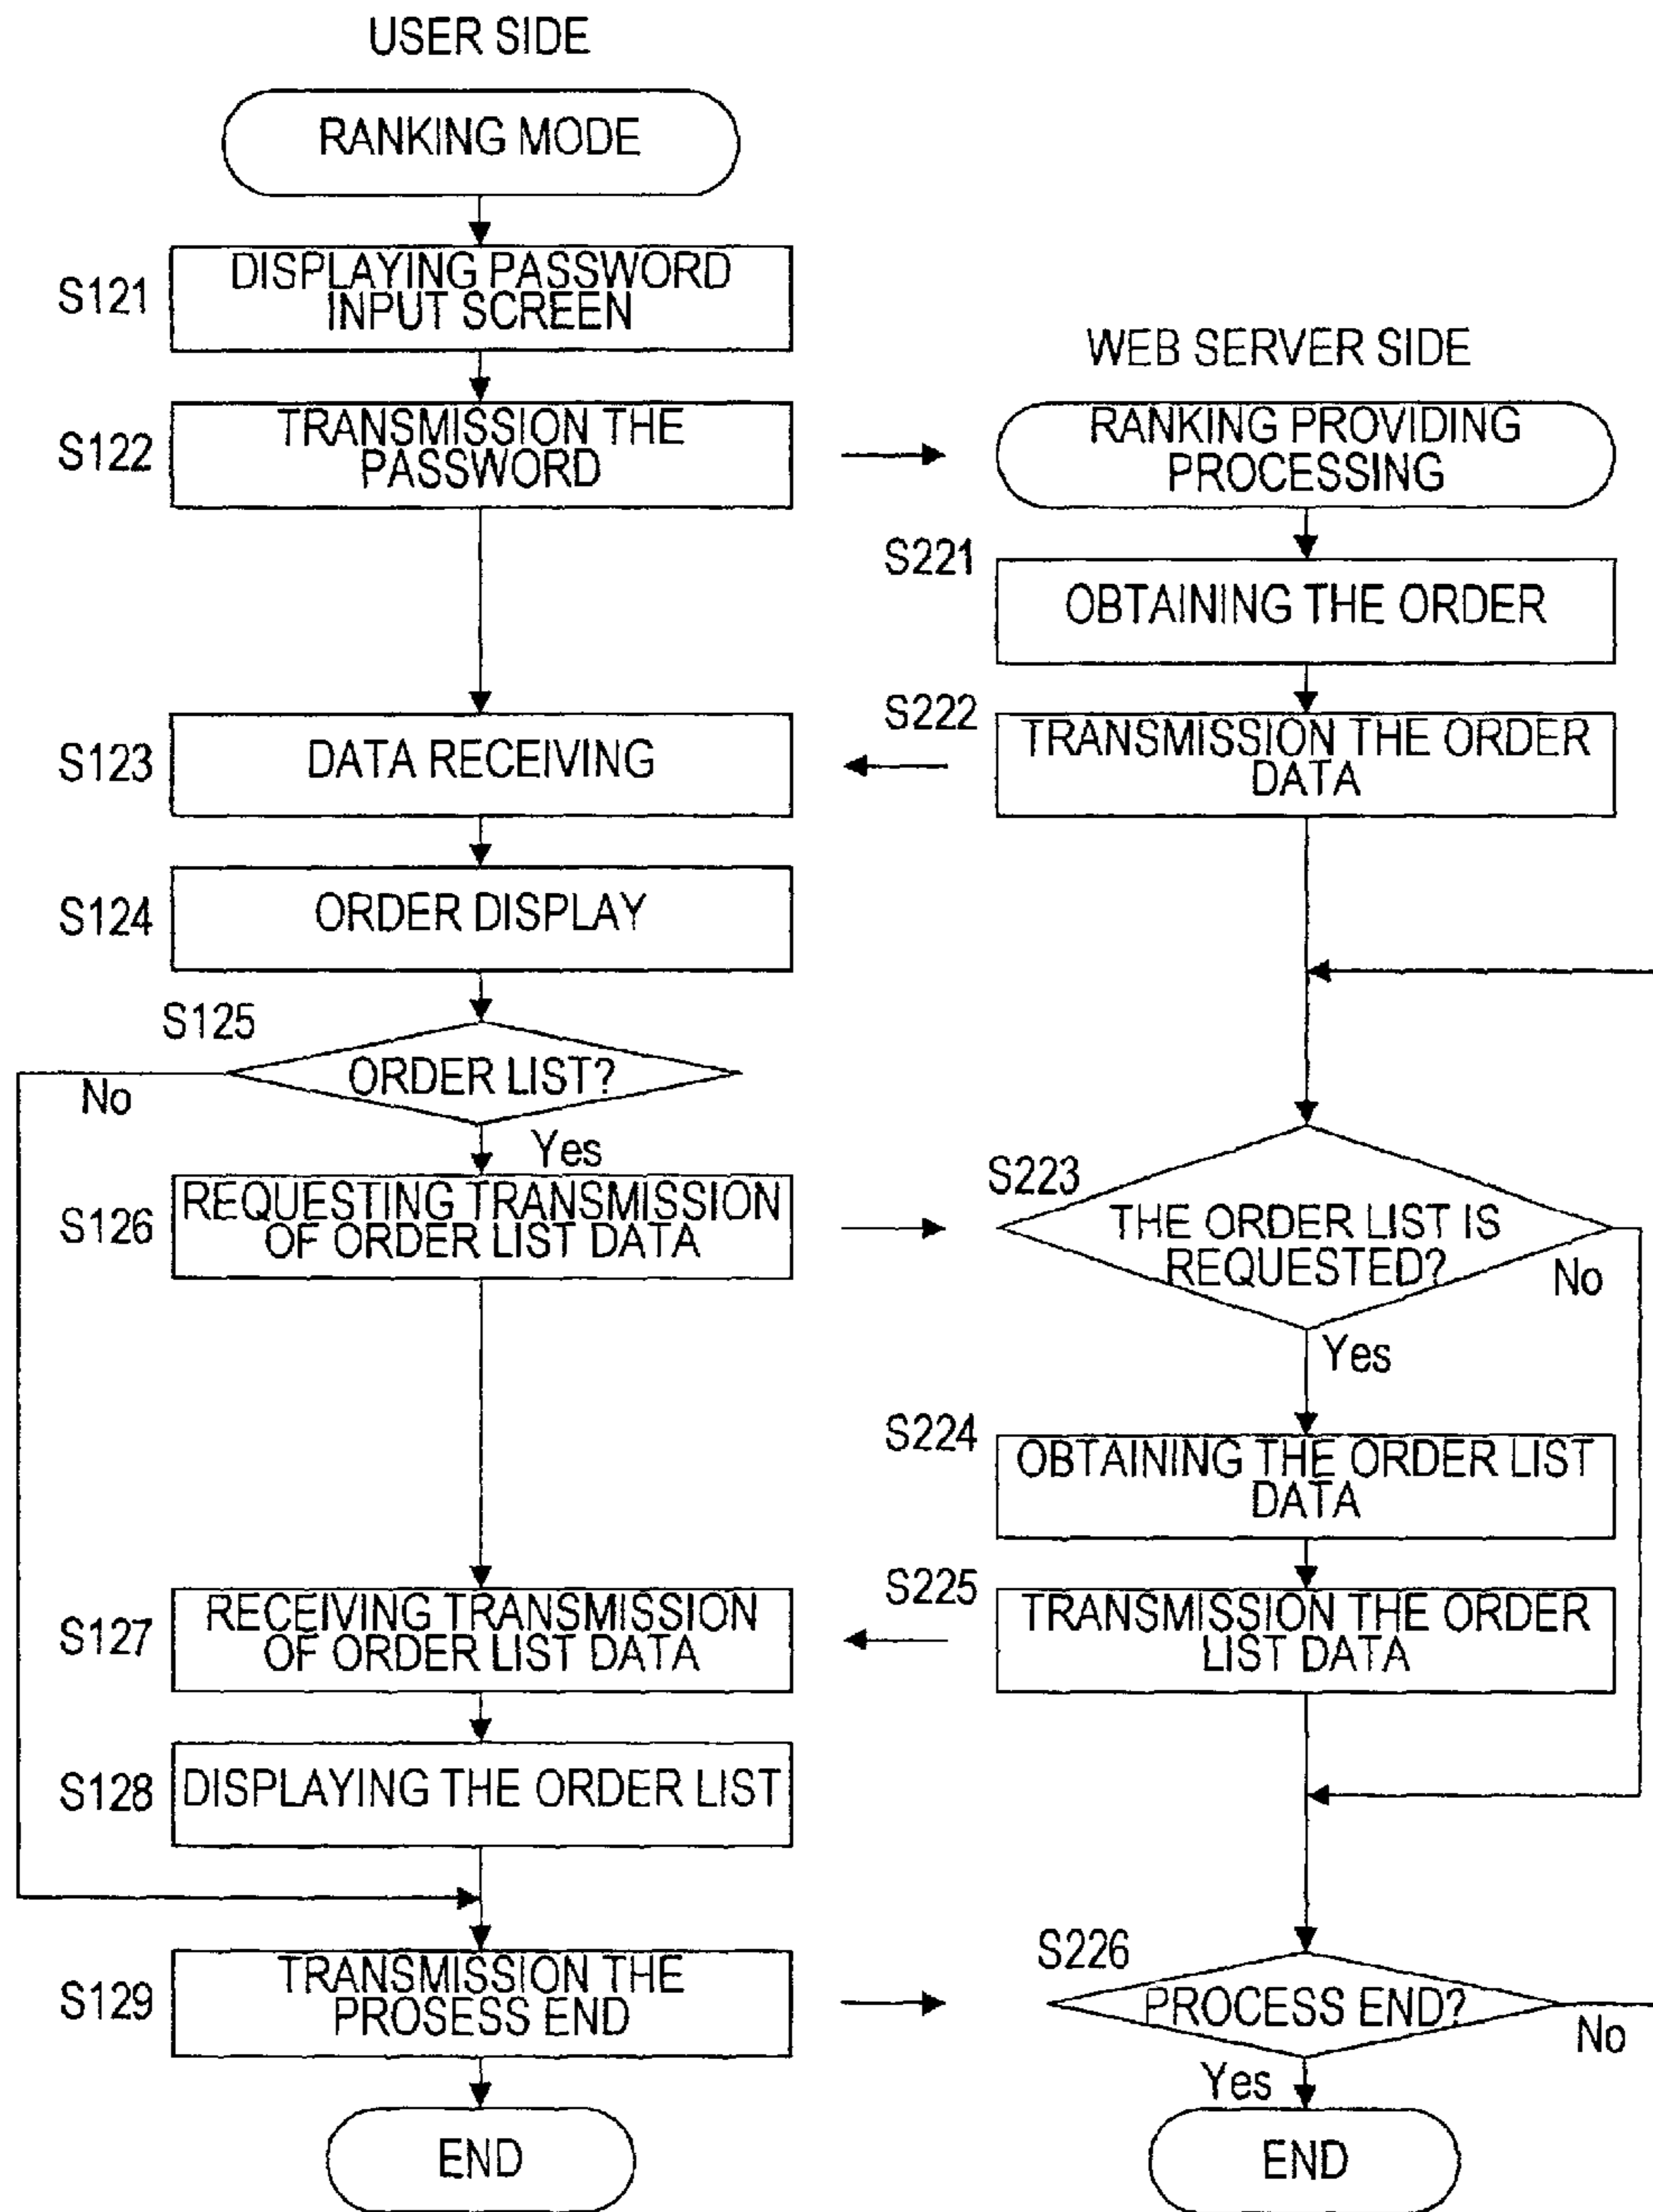 USER SIDE
RANKING MODE
S121
DISPLAYING PASSWORD
INPUT SCREEN
WEB SERVER SIDE
S122
TRANSMISSION THE
PASSWORD
RANKING PROVIDING
PROCESSING
S221
OBTAINING THE ORDER
S222
TRANSMISSION THE ORDER
DATA
S123
DATA RECEIVING
S124
ORDER DISPLAY
S125
ORDER LIST?
No
Yes
S126
REQUESTING TRANSMISSION
OF ORDER LIST DATA
S223
THE ORDER LIST IS
REQUESTED?
No
Yes
S224
OBTAINING THE ORDER LIST
DATA
S225
TRANSMISSION THE ORDER
LIST DATA
S127
RECEIVING TRANSMISSION
OF ORDER LIST DATA
S128
DISPLAYING THE ORDER LIST
S129
TRANSMISSION THE
PROSESS END
S226
PROCESS END?
No
Yes
END
END